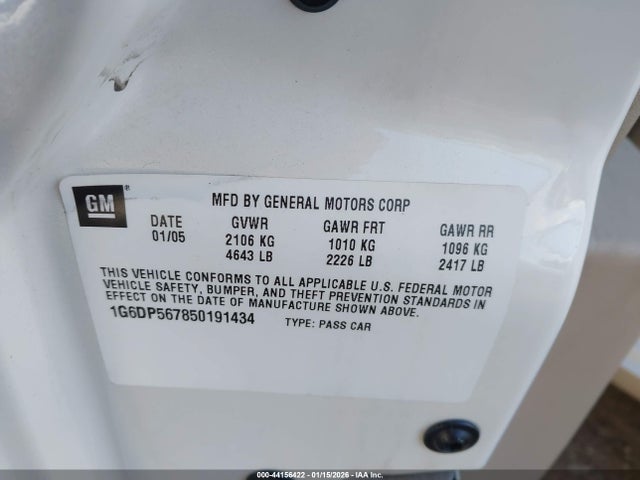 GM®
MFD BY GENERAL MOTORS CORP
DATE GVWR GAWR FRT GAWR RR
01/05 2106 KG 1010 KG 1096 KG
4643 LB 2226 LB 2417 LB
THIS VEHICLE CONFORMS TO ALL APPLICABLE U.S. FEDERAL MOTOR
VEHICLE SAFETY, BUMPER, AND THEFT PREVENTION STANDARDS IN
EFFECT ON THE DATE OF MANUFACTURE SHOWN ABOVE.
1G6DP567850191434 TYPE: PASS CAR
000-44156422 - 01/15/2026 - IAA Inc.